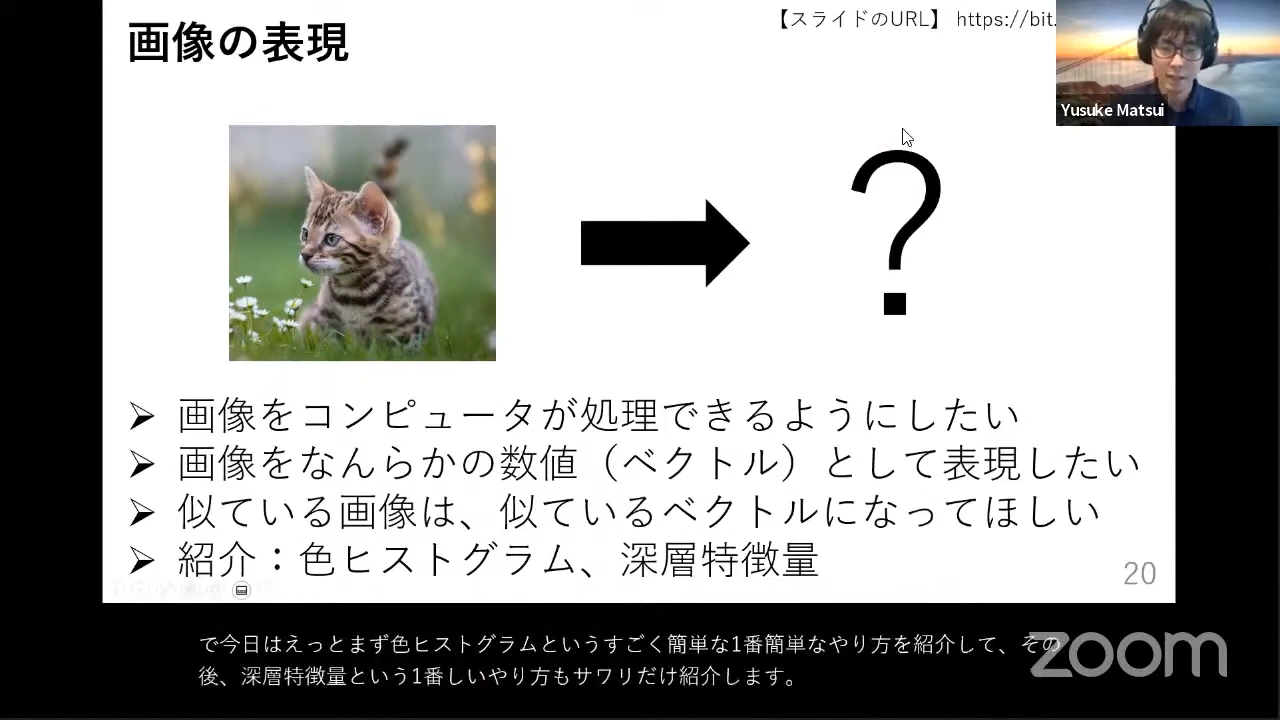 画像の表現
【スライドのURL】 https://bit.
Yusuke Matsui
?
➢ 画像をコンピュータが処理できるようにしたい
➢ 画像をなんらかの数値（ベクトル）として表現したい
➢ 似ている画像は、似ているベクトルになってほしい
➢ 紹介：色ヒストグラム、深層特徴量
20
で今日はえっとまず色ヒストグラムというすごく簡単な1番簡単なやり方を紹介して、その
後、深層特徴量という1番しいやり方もサワリだけ紹介します。
zoom